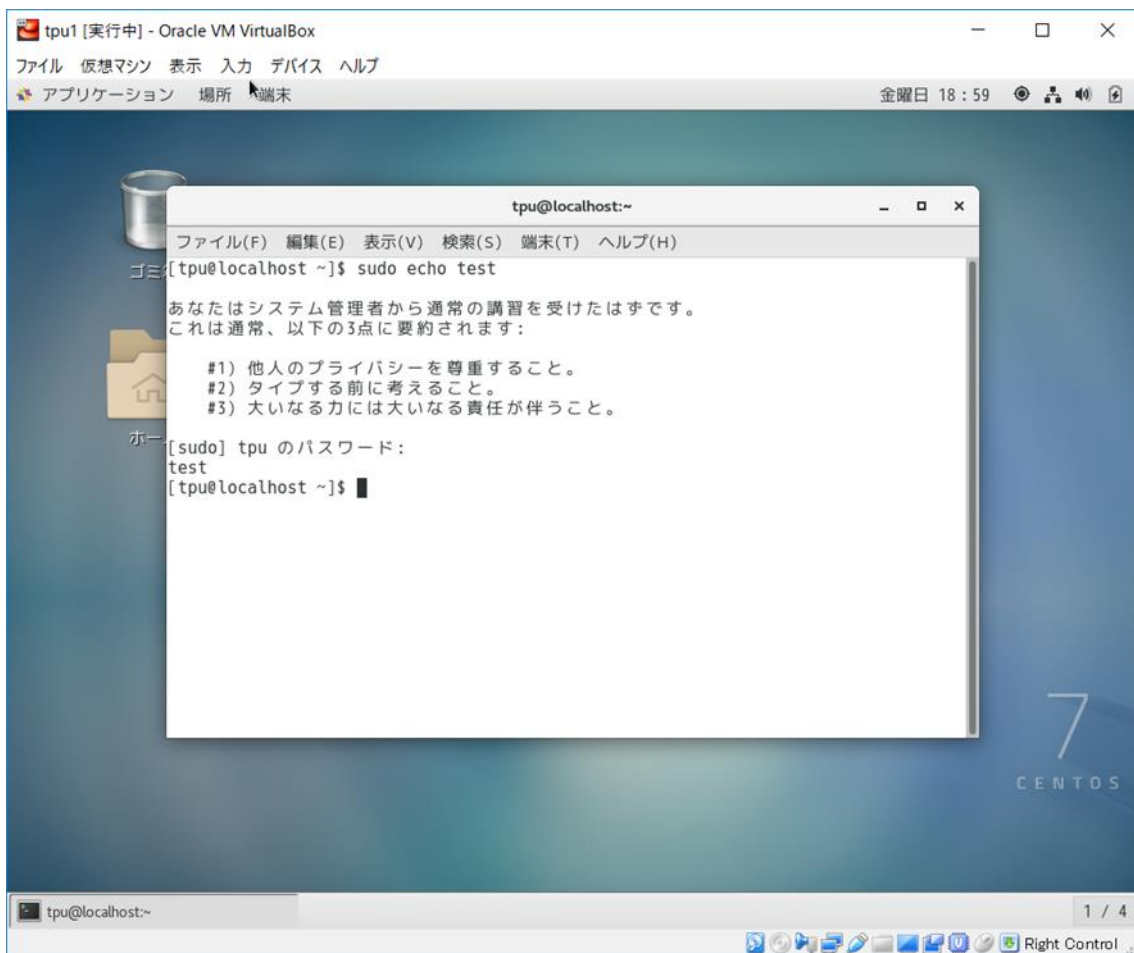 tpu1 [実行中] - Oracle VM VirtualBox
ファイル 仮想マシン 表示 入力 デバイス ヘルプ
アプリケーション 場所 端末 金曜日 18：59
tpu@localhost:~
ファイル(F) 編集(E) 表示(V) 検索(S) 端末(T) ヘルプ(H)
ゴミ
[tpu@localhost ~]$ sudo echo test
あなたはシステム管理者から通常の講習を受けたはずです。
これは通常、以下の3点に要約されます:
#1) 他人のプライバシーを尊重すること。
#2) タイプする前に考えること。
#3) 大いなる力には大いなる責任が伴うこと。
ホー
[sudo] tpu のパスワード:
test
[tpu@localhost ~]$
7
CENTOS
tpu@localhost:~ 1 / 4
Right Control